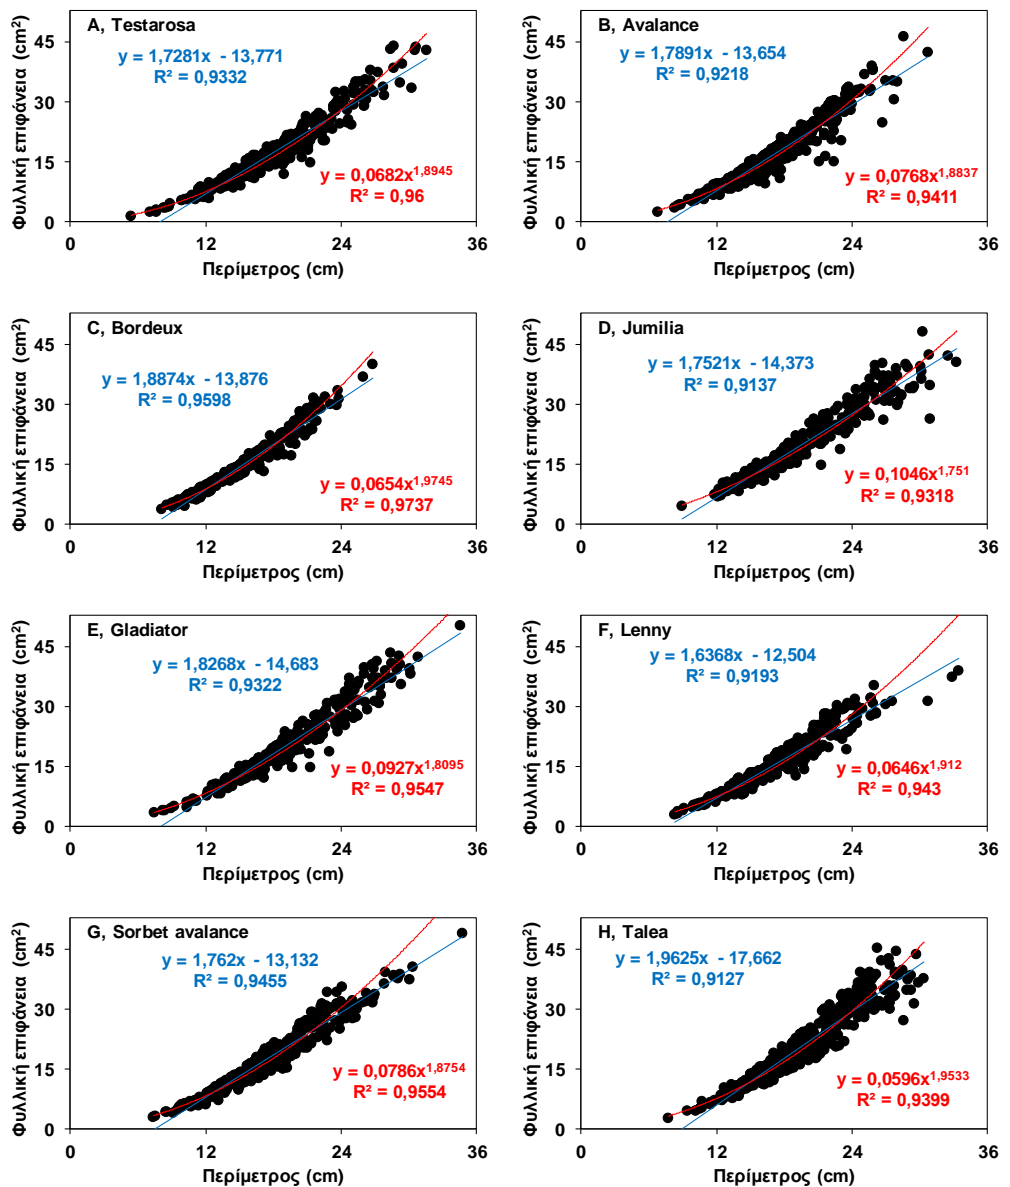 A, Testarosa
y = 1,7281x - 13,771
R² = 0,9332
y = 0,0682x^1,8945
R² = 0,96
Φυλλική επιφάνεια (cm²)
45
30
15
0
0 12 24 36
Περίμετρος (cm)
B, Avalance
y = 1,7891x - 13,654
R² = 0,9218
y = 0,0768x^1,8837
R² = 0,9411
Φυλλική επιφάνεια (cm²)
45
30
15
0
0 12 24 36
Περίμετρος (cm)
C, Bordeux
y = 1,8874x - 13,876
R² = 0,9598
y = 0,0654x^1,9745
R² = 0,9737
Φυλλική επιφάνεια (cm²)
45
30
15
0
0 12 24 36
Περίμετρος (cm)
D, Jumilia
y = 1,7521x - 14,373
R² = 0,9137
y = 0,1046x^1,751
R² = 0,9318
Φυλλική επιφάνεια (cm²)
45
30
15
0
0 12 24 36
Περίμετρος (cm)
E, Gladiator
y = 1,8268x - 14,683
R² = 0,9322
y = 0,0927x^1,8095
R² = 0,9547
Φυλλική επιφάνεια (cm²)
45
30
15
0
0 12 24 36
Περίμετρος (cm)
F, Lenny
y = 1,6368x - 12,504
R² = 0,9193
y = 0,0646x^1,912
R² = 0,943
Φυλλική επιφάνεια (cm²)
45
30
15
0
0 12 24 36
Περίμετρος (cm)
G, Sorbet avalance
y = 1,762x - 13,132
R² = 0,9455
y = 0,0786x^1,8754
R² = 0,9554
Φυλλική επιφάνεια (cm²)
45
30
15
0
0 12 24 36
Περίμετρος (cm)
H, Talea
y = 1,9625x - 17,662
R² = 0,9127
y = 0,0596x^1,9533
R² = 0,9399
Φυλλική επιφάνεια (cm²)
45
30
15
0
0 12 24 36
Περίμετρος (cm)